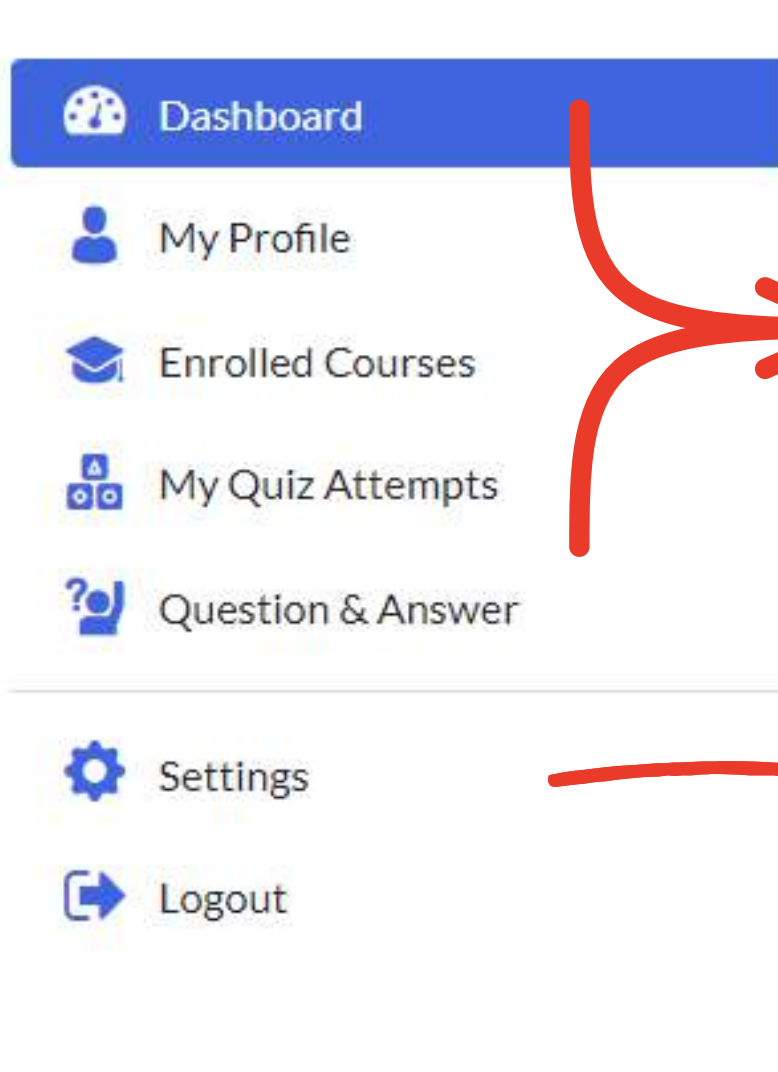 Dashboard
My Profile
Enrolled Courses
My Quiz Attempts
Question & Answer
Settings
Logout